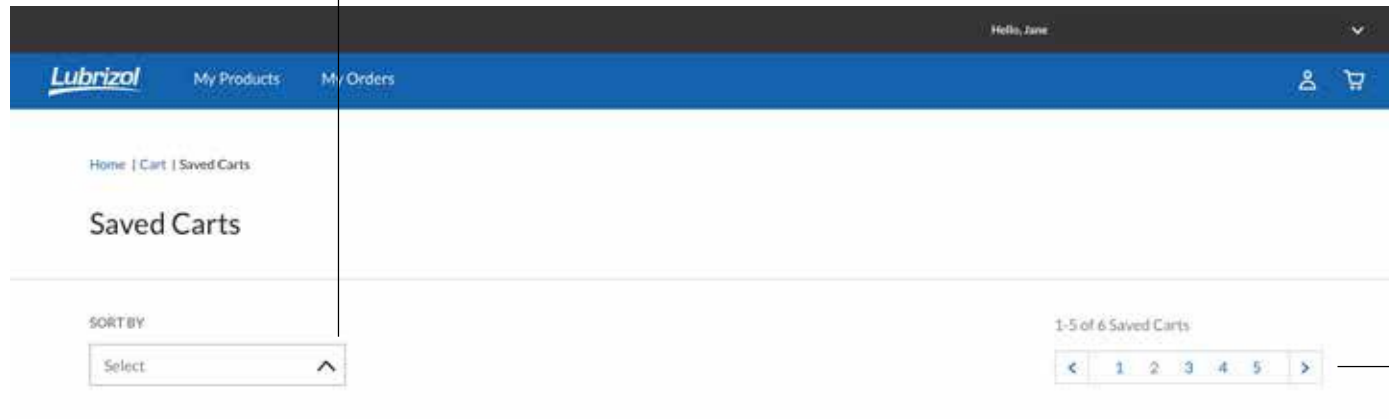 Hello, Jane
Lubrizol My Products My Orders
Home | Cart | Saved Carts
Saved Carts
SORT BY
1-5 of 6 Saved Carts
Select
< 1 2 3 4 5 >